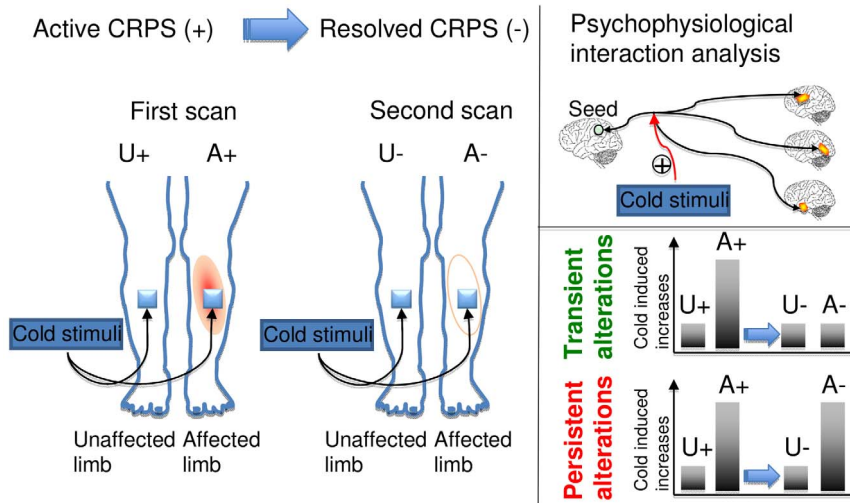 Active CRPS (+)
Resolved CRPS (-)
First scan
Second scan
U+
A+
U-
A-
Cold stimuli
Cold stimuli
Unaffected
limb
Affected
limb
Unaffected
limb
Affected
limb
Psychophysiological
interaction analysis
Seed
+
Cold stimuli
Transient
alterations
Cold induced
increases
U+
A+
U-
A-
Persistent
alterations
Cold induced
increases
U+
A+
U-
A-